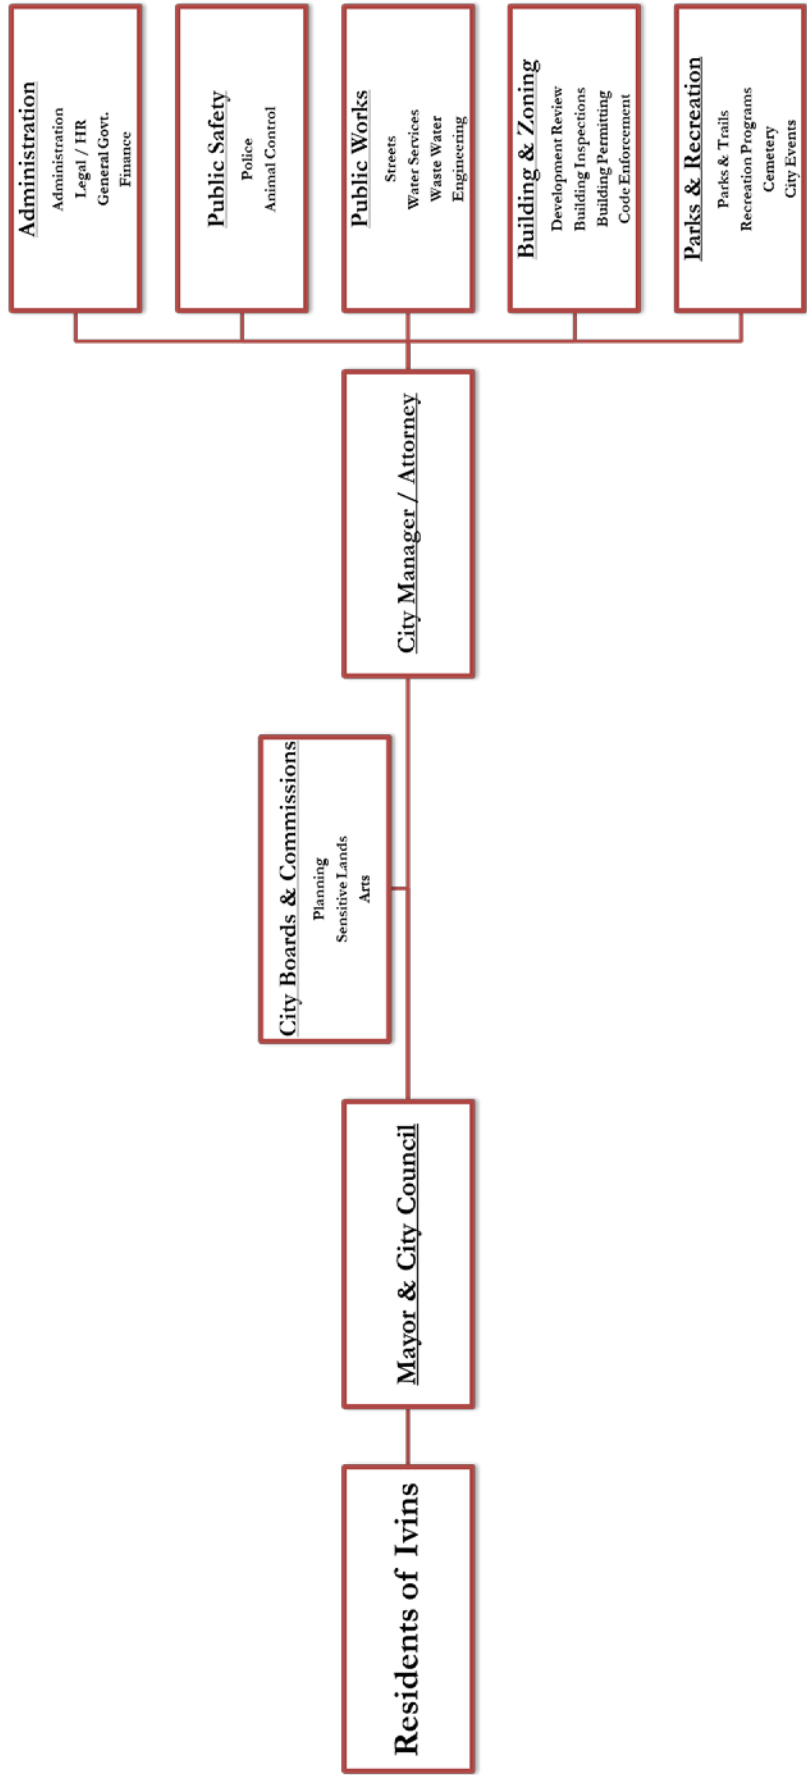 Residents of Ivins
Mayor & City Council
City Boards & Commissions
Planning
Sensitive Lands
Arts
City Manager / Attorney
Administration
Administration
Legal / HR
General Govt.
Finance
Public Safety
Police
Animal Control
Public Works
Streets
Water Services
Waste Water
Engineering
Building & Zoning
Development Review
Building Inspections
Building Permitting
Code Enforcement
Parks & Recreation
Parks & Trails
Recreation Programs
Cemetery
City Events